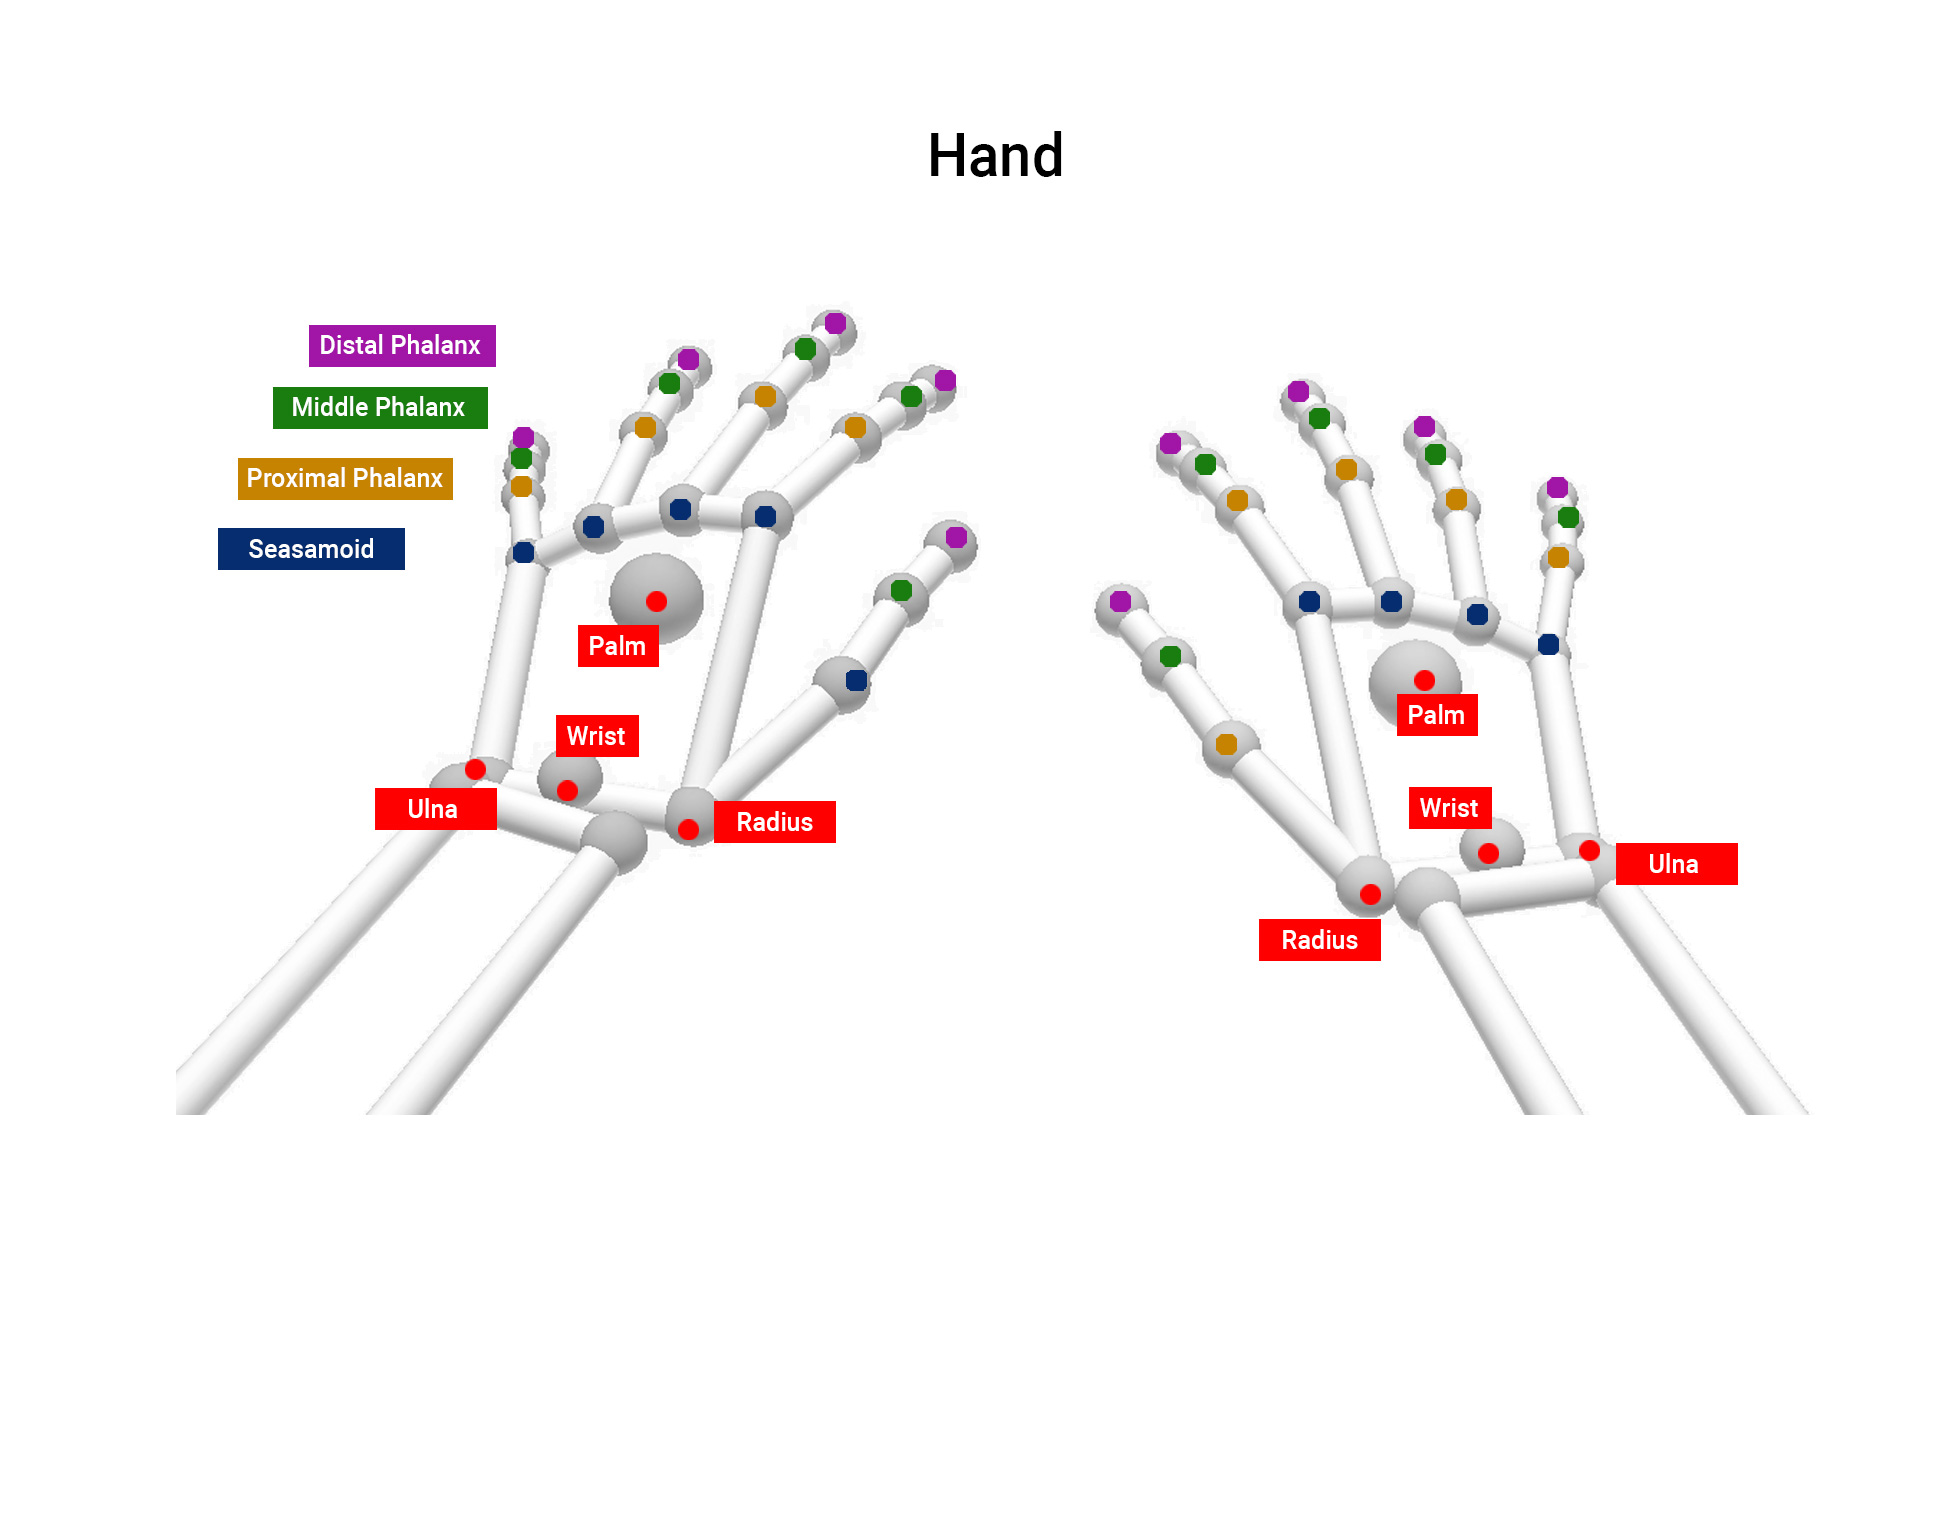 Hand
Distal Phalanx
Middle Phalanx
Proximal Phalanx
Seasamoid
Palm
Wrist
Ulna
Radius
Palm
Wrist
Ulna
Radius